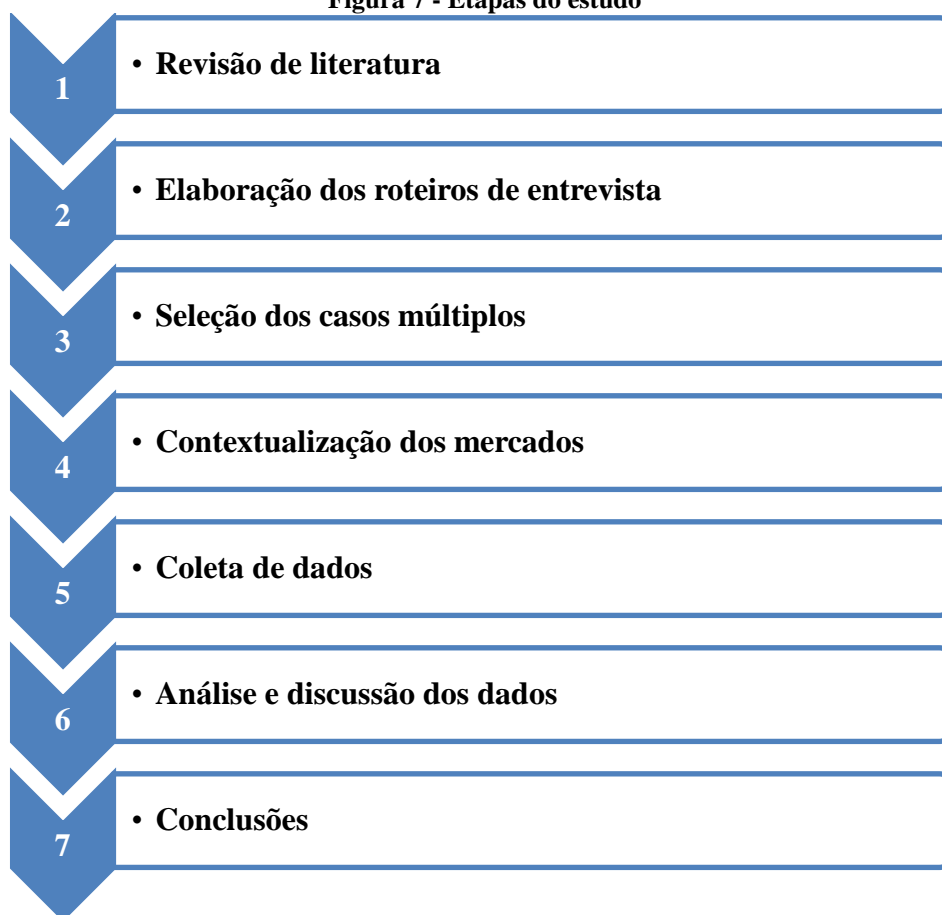 Figura 7 - Etapas do estudo
1
• Revisão de literatura
2
• Elaboração dos roteiros de entrevista
3
• Seleção dos casos múltiplos
4
• Contextualização dos mercados
5
• Coleta de dados
6
• Análise e discussão dos dados
7
• Conclusões